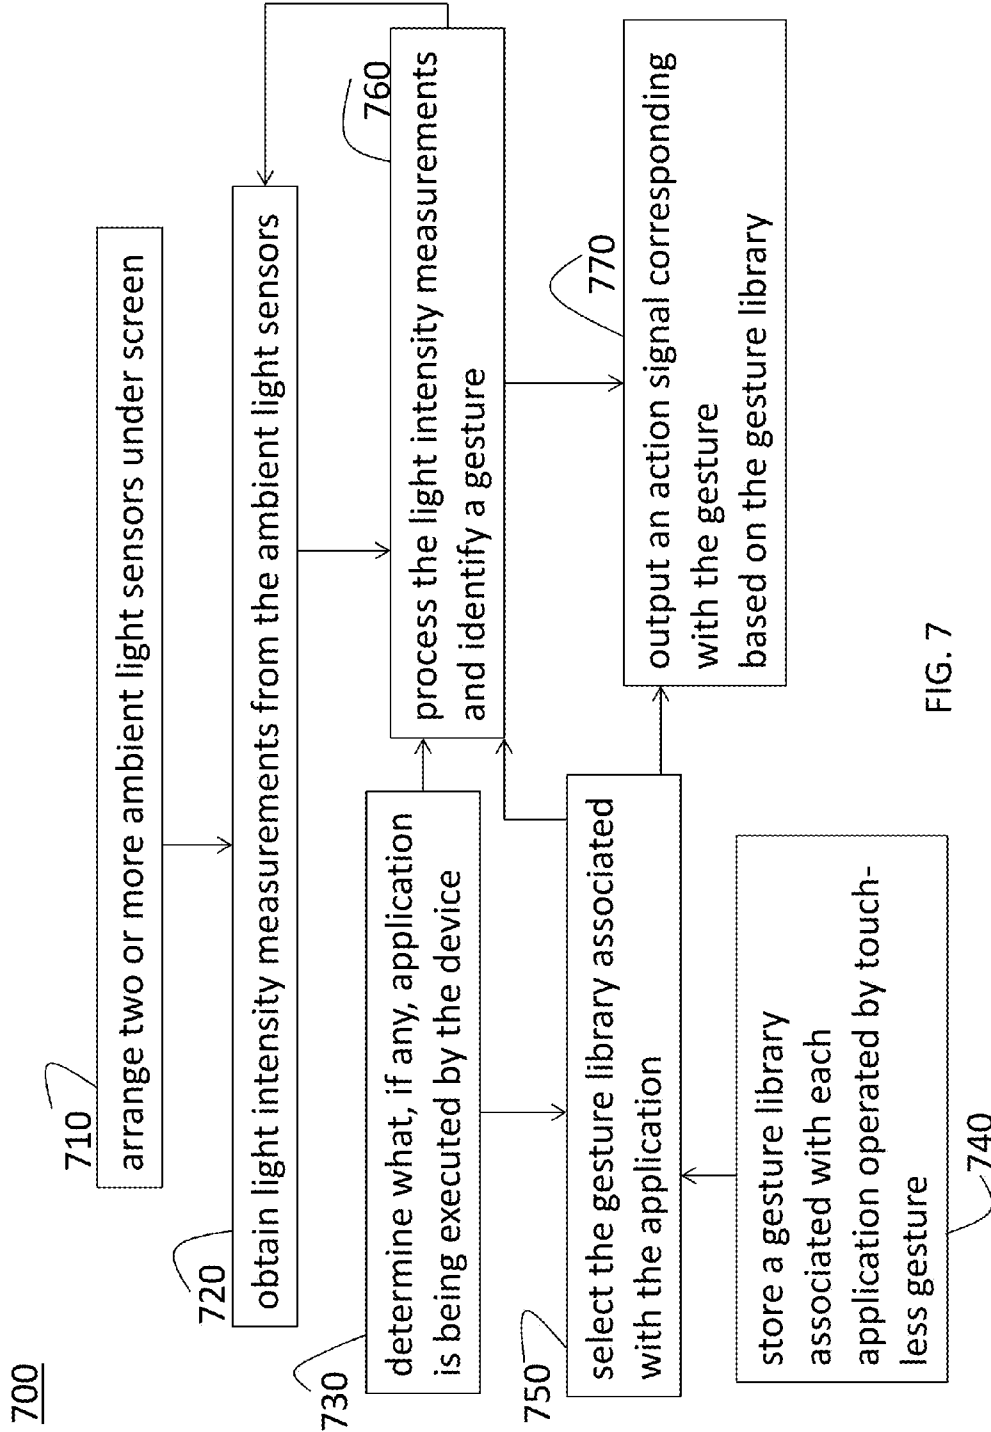 700
710
arrange two or more ambient light sensors under screen
720
obtain light intensity measurements from the ambient light sensors
730
determine what, if any, application
is being executed by the device
760
process the light intensity measurements
and identify a gesture
750
select the gesture library associated
with the application
770
output an action signal corresponding
with the gesture
based on the gesture library
740
store a gesture library
associated with each
application operated by touch-
less gesture
FIG. 7